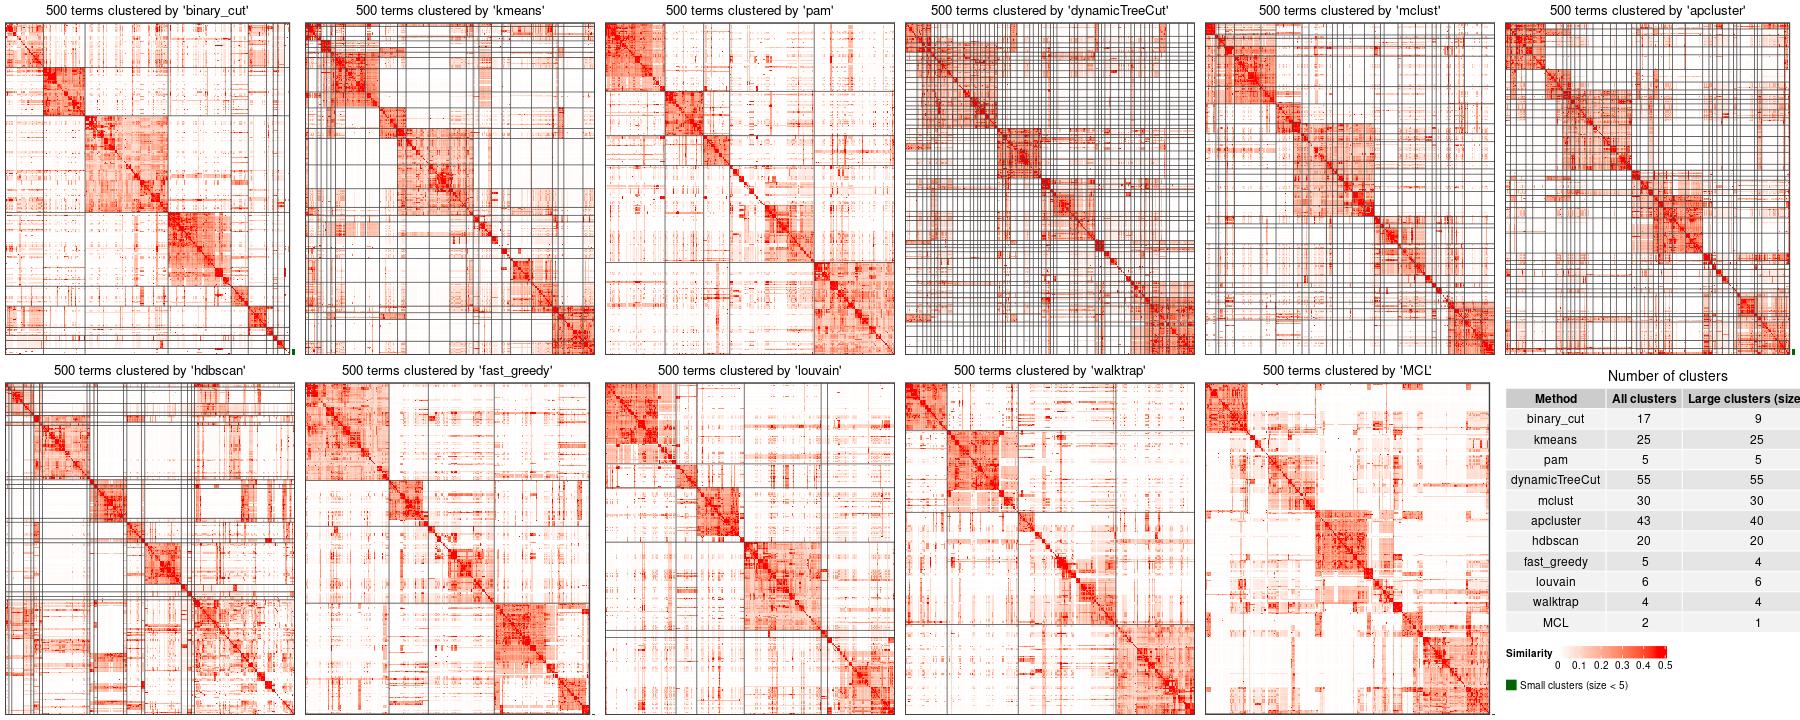 500 terms clustered by 'binary_cut'
500 terms clustered by 'kmeans'
500 terms clustered by 'pam'
500 terms clustered by 'dynamicTreeCut'
500 terms clustered by 'mclust'
500 terms clustered by 'apcluster'
500 terms clustered by 'hdbscan'
500 terms clustered by 'fast_greedy'
500 terms clustered by 'louvain'
500 terms clustered by 'walktrap'
500 terms clustered by 'MCL'
Number of clusters
Method All clusters Large clusters (size
binary_cut 17 9
kmeans 25 25
pam 5 5
dynamicTreeCut 55 55
mclust 30 30
apcluster 43 40
hdbscan 20 20
fast_greedy 5 4
louvain 6 6
walktrap 4 4
MCL 2 1
Similarity
0 0.1 0.2 0.3 0.4 0.5
Small clusters (size < 5)